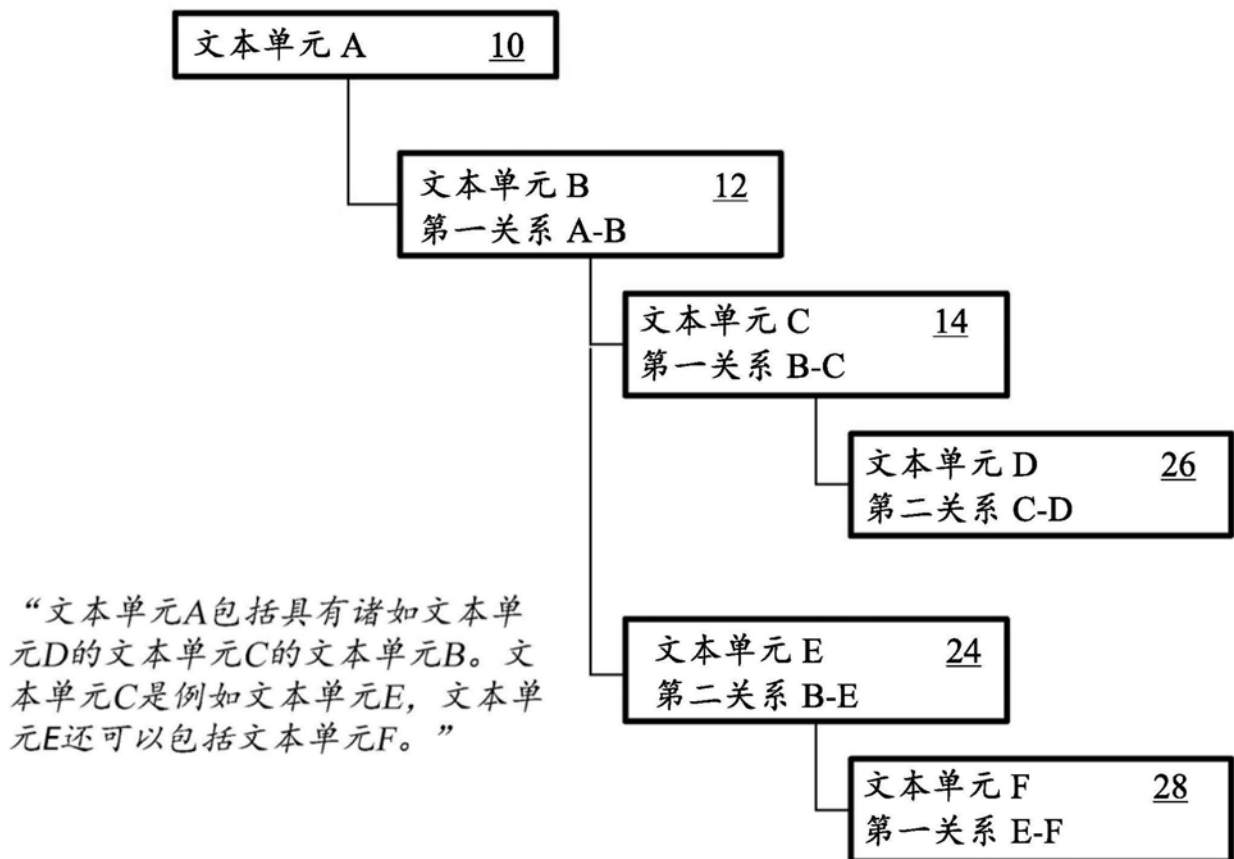 文本单元 A 10
文本单元 B 12
第一关系 A-B
文本单元 C 14
第一关系 B-C
文本单元 D 26
第二关系 C-D
“文本单元A包括具有诸如文本单
元D的文本单元C的文本单元B。文
本单元C是例如文本单元E，文本单
元E还可以包括文本单元F。”
文本单元 E 24
第二关系 B-E
文本单元 F 28
第一关系 E-F